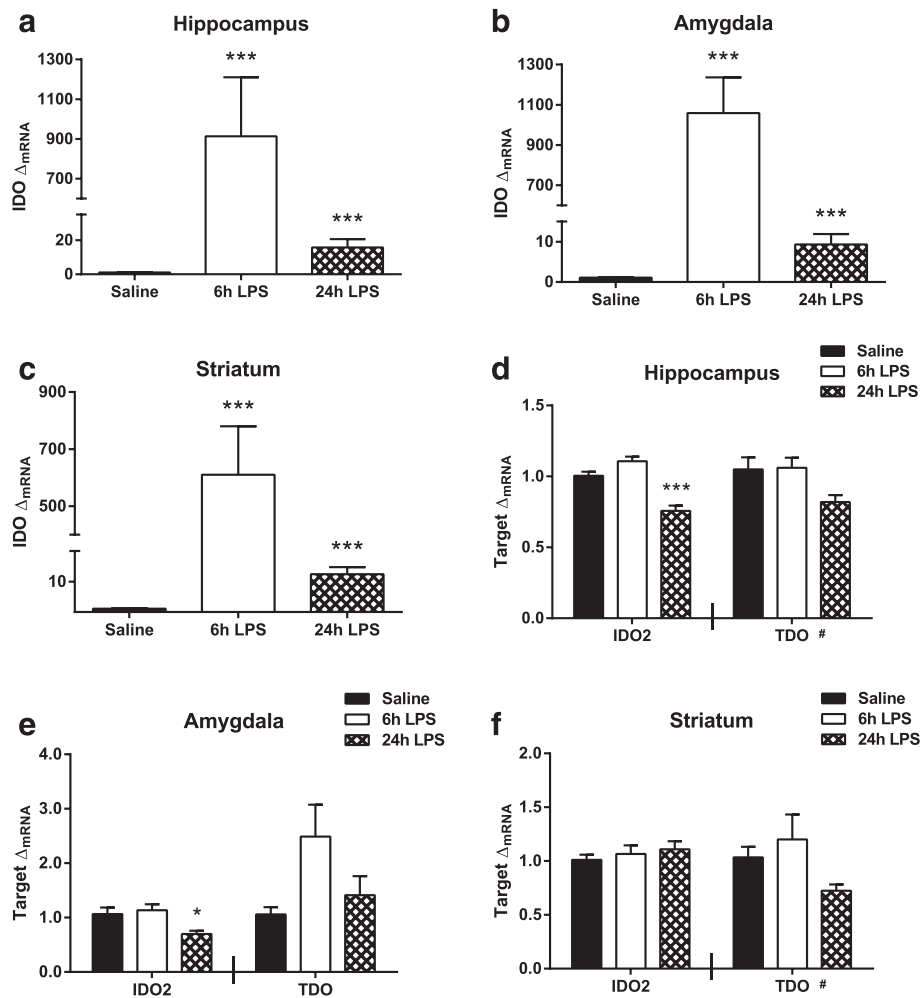 a
Hippocampus
IDO ΔmRNA
1300
1100
900
700
20
0
***
***
Saline
6h LPS
24h LPS
b
Amygdala
IDO ΔmRNA
1300
1100
900
700
10
0
***
***
Saline
6h LPS
24h LPS
c
Striatum
IDO ΔmRNA
900
700
500
10
***
***
Saline
6h LPS
24h LPS
d
Hippocampus
Saline
6h LPS
24h LPS
Target ΔmRNA
1.5
1.0
0.5
0.0
***
IDO2
TDO #
e
Amygdala
Saline
6h LPS
24h LPS
Target ΔmRNA
4.0
3.0
2.0
1.0
0.0
*
IDO2
TDO
f
Striatum
Saline
6h LPS
24h LPS
Target ΔmRNA
2.0
1.5
1.0
0.5
0.0
IDO2
TDO #